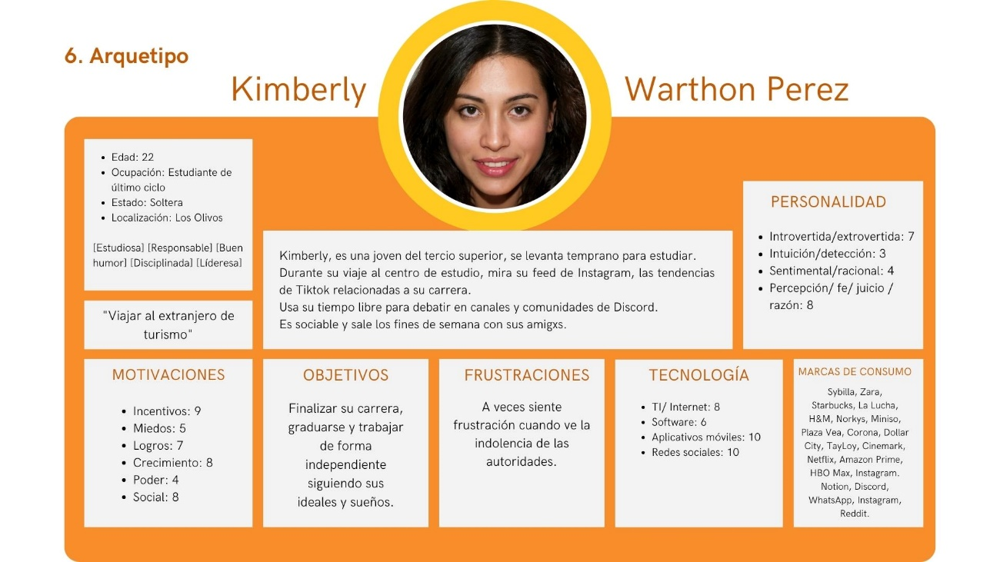 6. Arquetipo
Kimberly
Warthon Perez
Edad: 22
Ocupación: Estudiante de
último ciclo
Estado: Soltera
Localización: Los Olivos
[Estudiosa] [Responsable] [Buen
humor] [Disciplinada] [Líderesa]
"Viajar al extranjero de
turismo"
Kimberly, es una joven del tercio superior, se levanta temprano para estudiar.
Durante su viaje al centro de estudio, mira su feed de Instagram, las tendencias
de Tiktok relacionadas a su carrera.
Usa su tiempo libre para debatir en canales y comunidades de Discord.
Es sociable y sale los fines de semana con sus amigxs.
PERSONALIDAD
Introvertida/extrovertida: 7
Intuición/detección: 3
Sentimental/racional: 4
Percepción/ fe/ juicio /
razón: 8
MOTIVACIONES
Incentivos: 9
Miedos: 5
Logros: 7
Crecimiento: 8
Poder: 4
Social: 8
OBJETIVOS
Finalizar su carrera,
graduarse y trabajar
de forma
independiente
siguiendo sus
ideales y sueños.
FRUSTRACIONES
A veces siente
frustración cuando ve la
indolencia de las
autoridades.
TECNOLOGÍA
TI/ Internet: 8
Software: 6
Aplicativos móviles: 10
Redes sociales: 10
MARCAS DE CONSUMO
Sybilla, Zara,
Starbucks, La Lucha,
H&M, Norkys, Miniso,
Plaza Vea, Corona, Dollar
City, TayLoy, Cinemark,
Netflix, Amazon Prime,
HBO Max, Instagram.
Notion, Discord,
WhatsApp, Instagram,
Reddit.